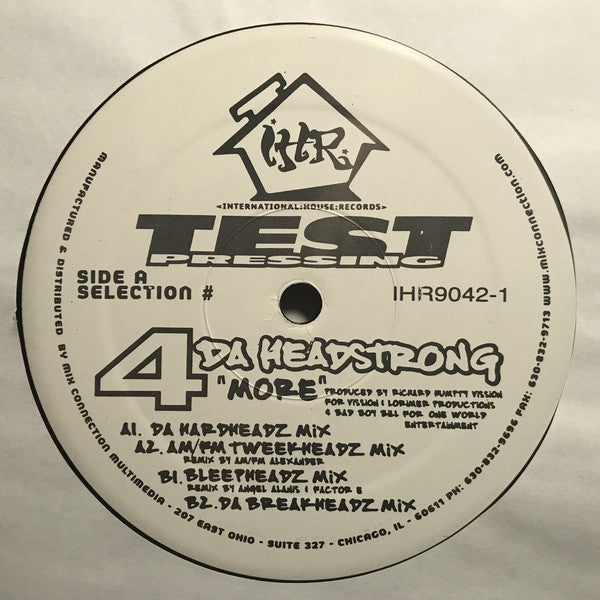 I.H.R.
<INTERNATIONAL:HOUSE:RECORDS>
TEST
PRESSING
SIDE A
SELECTION #
IHR9042-1
4 DA HEADSTRONG
"MORE"
PRODUCED BY RICHARD HUMPTY VISSION
FOR VISSION & LORIMER PRODUCTIONS
& BAD BOY BILL FOR ONE WORLD
ENTERTAINMENT
A1. DA HARDHEADZ MIX
A2. AM/FM TWEEKHEADZ MIX
REMIX BY AM/FM ALEXANDER
B1. BLEEPHEADZ MIX
REMIX BY ANGEL ALANIS & FACTOR E
B2. DA BREAKHEADZ MIX
MANUFACTURED & DISTRIBUTED BY MIX CONNECTION MULTIMEDIA - 207 EAST OHIO - SUITE 327 - CHICAGO, IL - 60611 PH: 630-832-9696 FAX: 630-832-9713 www.mixconnection.com